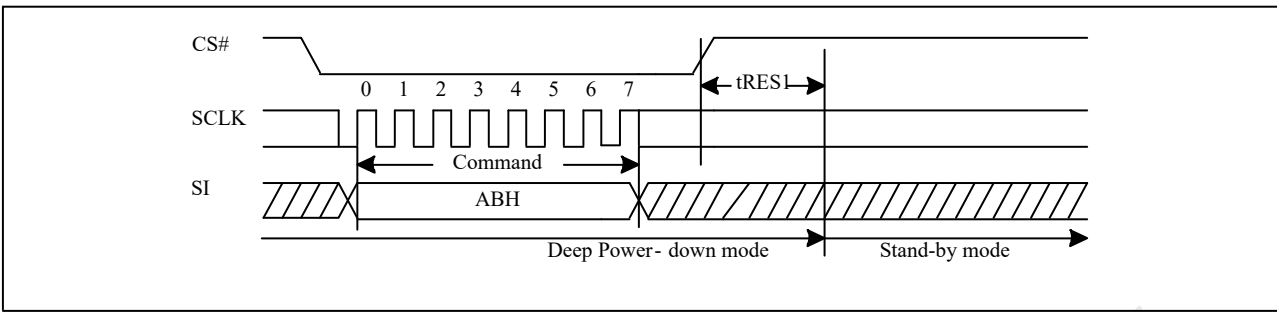 CS#
tRES1
0 1 2 3 4 5 6 7
SCLK
Command
SI
ABH
Deep Power- down mode
Stand-by mode